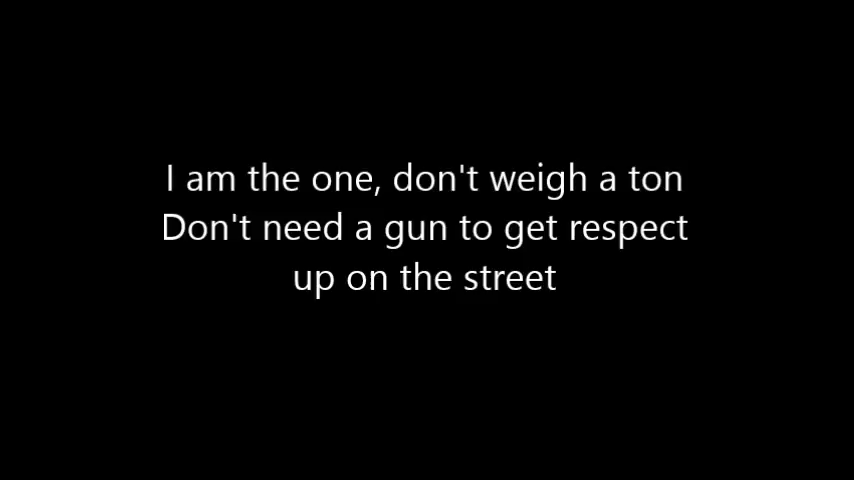 I am the one, don't weigh a ton
Don't need a gun to get respect
up on the street